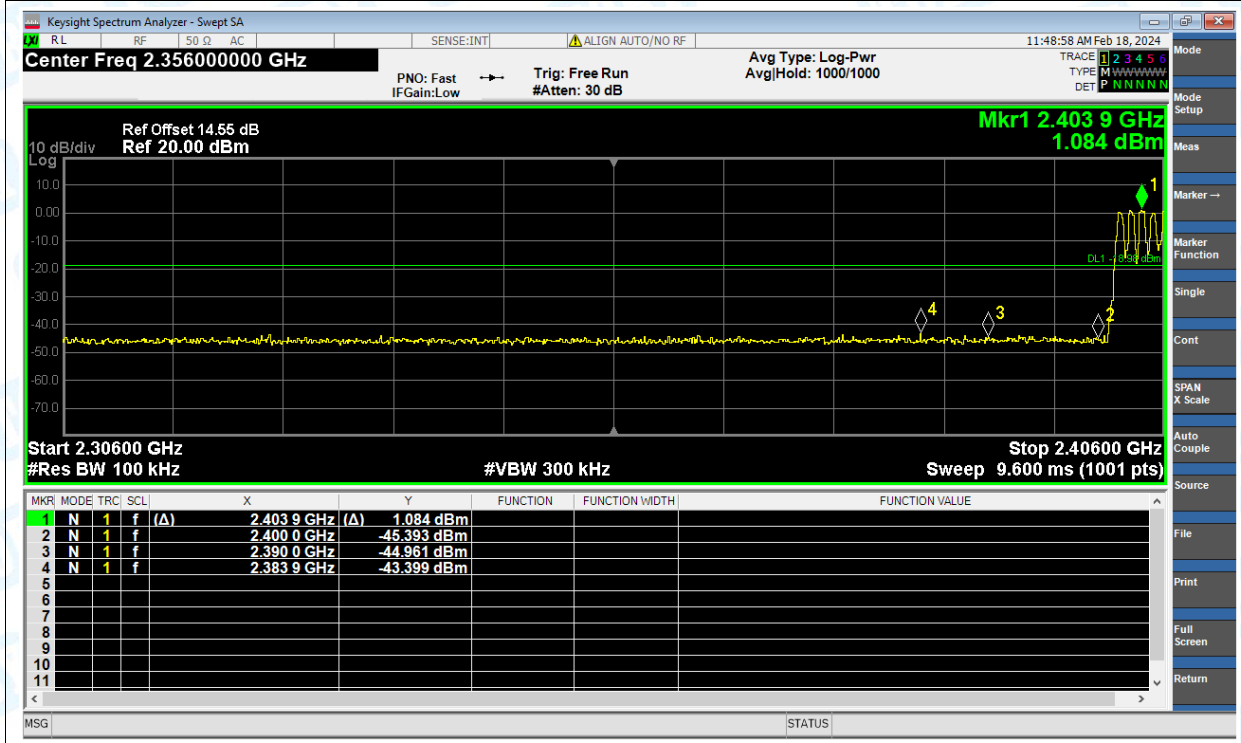 Keysight Spectrum Analyzer - Swept SA
LXI RL RF 50 Ω AC SENSE:INT ALIGN AUTO/NO RF 11:48:58 AM Feb 18, 2024
Center Freq 2.356000000 GHz
PNO: Fast
IFGain:Low
Trig: Free Run
#Atten: 30 dB
Avg Type: Log-Pwr
Avg|Hold: 1000/1000
TRACE 1 2 3 4 5 6
TYPE M WWWWW
DET P N N N N N
Ref Offset 14.55 dB
Ref 20.00 dBm
10 dB/div
Log
Mkr1 2.403 9 GHz
1.084 dBm
10.0
0.00
-10.0
-20.0
-30.0
-40.0
-50.0
-60.0
-70.0
1
DL1 -18.98 dBm
4
3
2
Start 2.30600 GHz
Stop 2.40600 GHz
#Res BW 100 kHz
#VBW 300 kHz
Sweep 9.600 ms (1001 pts)
MKR MODE TRC SCL X Y FUNCTION FUNCTION WIDTH FUNCTION VALUE
1 N 1 f (Δ) 2.403 9 GHz (Δ) 1.084 dBm
2 N 1 f 2.400 0 GHz -45.393 dBm
3 N 1 f 2.390 0 GHz -44.961 dBm
4 N 1 f 2.383 9 GHz -43.399 dBm
5
6
7
8
9
10
11
MSG
STATUS
Mode
Mode
Setup
Meas
Marker →
Marker
Function
Single
Cont
SPAN
X Scale
Auto
Couple
Source
File
Print
Full
Screen
Return